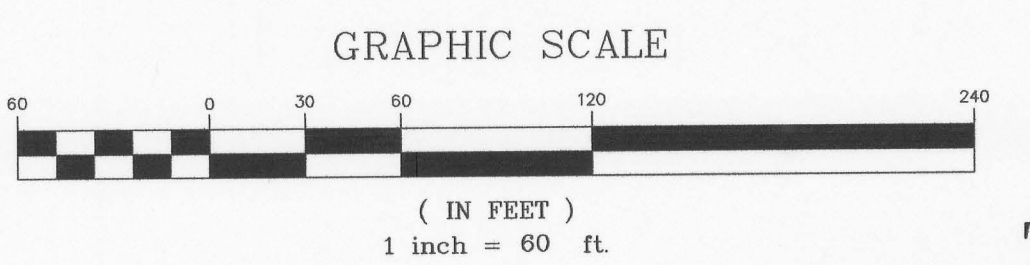 GRAPHIC SCALE
60 0 30 60 120 240
( IN FEET )
1 inch = 60 ft.